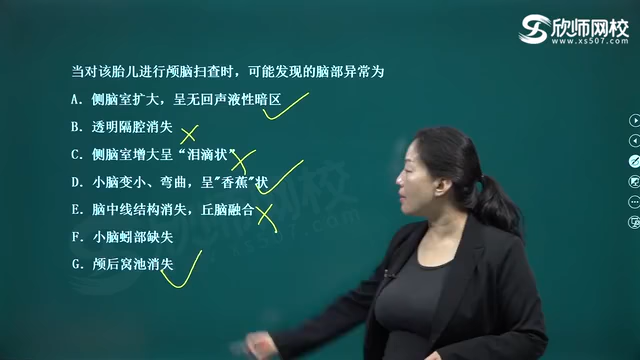 欣师网校
www.xs507.com
当对该胎儿进行颅脑扫查时，可能发现的脑部异常为
A．侧脑室扩大，呈无回声液性暗区
B．透明隔腔消失
C．侧脑室增大呈“泪滴状”
D．小脑变小、弯曲，呈"香蕉"状
E．脑中线结构消失，丘脑融合
F．小脑蚓部缺失
G．颅后窝池消失
欣师网校